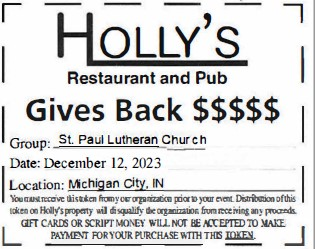 HOLLY'S
Restaurant and Pub
Gives Back $$$$$
Group: St. Paul Lutheran Church
Date: December 12, 2023
Location: Michigan City, IN
You must receive this token from your organization prior to your event. Distribution of this
token on Holly's property will disqualify the organization from receiving any proceeds.
GIFT CARDS OR SCRIPT MONEY WILL NOT BE ACCEPTED TO MAKE
PAYMENT FOR YOUR PURCHASE WITH THIS TOKEN.